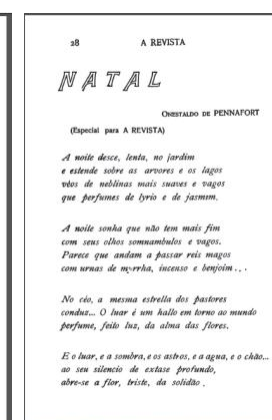 28 A REVISTA
NATAL
ONESTALDO DE PENNAFORT
(Especial para A REVISTA)
A noite desce, lenta, no jardim
e estende sobre as arvores e os lagos
véos de neblinas mais suaves e vagos
que perfumes de lyrio e de jasmim.
A noite sonha que não tem mais fim
com seus olhos somnambulos e vagos.
Parece que andam a passar reis magos
com urnas de myrrha, incenso e benjoim...
No céo, a mesma estrella dos pastores
conduz... O luar é um hallo em torno ao mundo
perfume, feito luz, da alma das flores.
E o luar, e a sombra, e os astros, e a agua, e o chão...
ao seu silencio de extase profundo,
abre-se a flor, triste, da solidão.